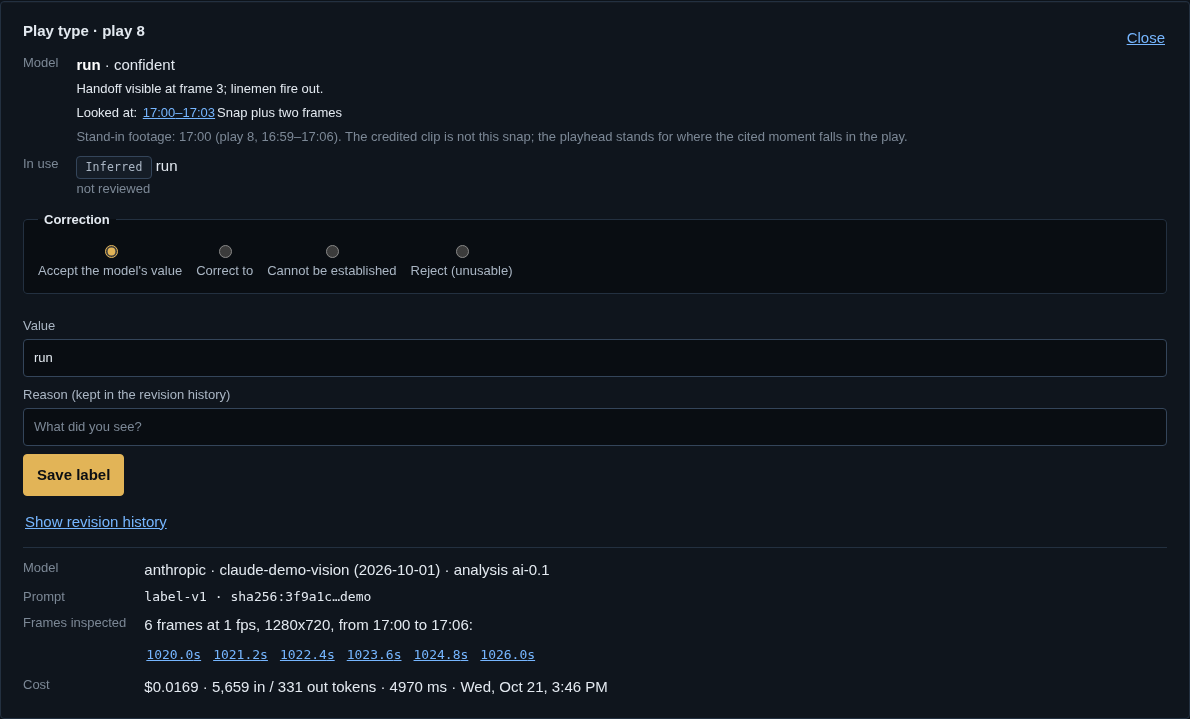 Play type · play 8
Close
Model
run · confident
Handoff visible at frame 3; linemen fire out.
Looked at: 17:00–17:03 Snap plus two frames
Stand-in footage: 17:00 (play 8, 16:59–17:06). The credited clip is not this snap; the playhead stands for where the cited moment falls in the play.
In use
Inferred run
not reviewed
Correction
Accept the model's value
Correct to
Cannot be established
Reject (unusable)
Value
run
Reason (kept in the revision history)
What did you see?
Save label
Show revision history
Model
anthropic · claude-demo-vision (2026-10-01) · analysis ai-0.1
Prompt
label-v1 · sha256:3f9a1c…demo
Frames inspected
6 frames at 1 fps, 1280x720, from 17:00 to 17:06:
1020.0s 1021.2s 1022.4s 1023.6s 1024.8s 1026.0s
Cost
$0.0169 · 5,659 in / 331 out tokens · 4970 ms · Wed, Oct 21, 3:46 PM